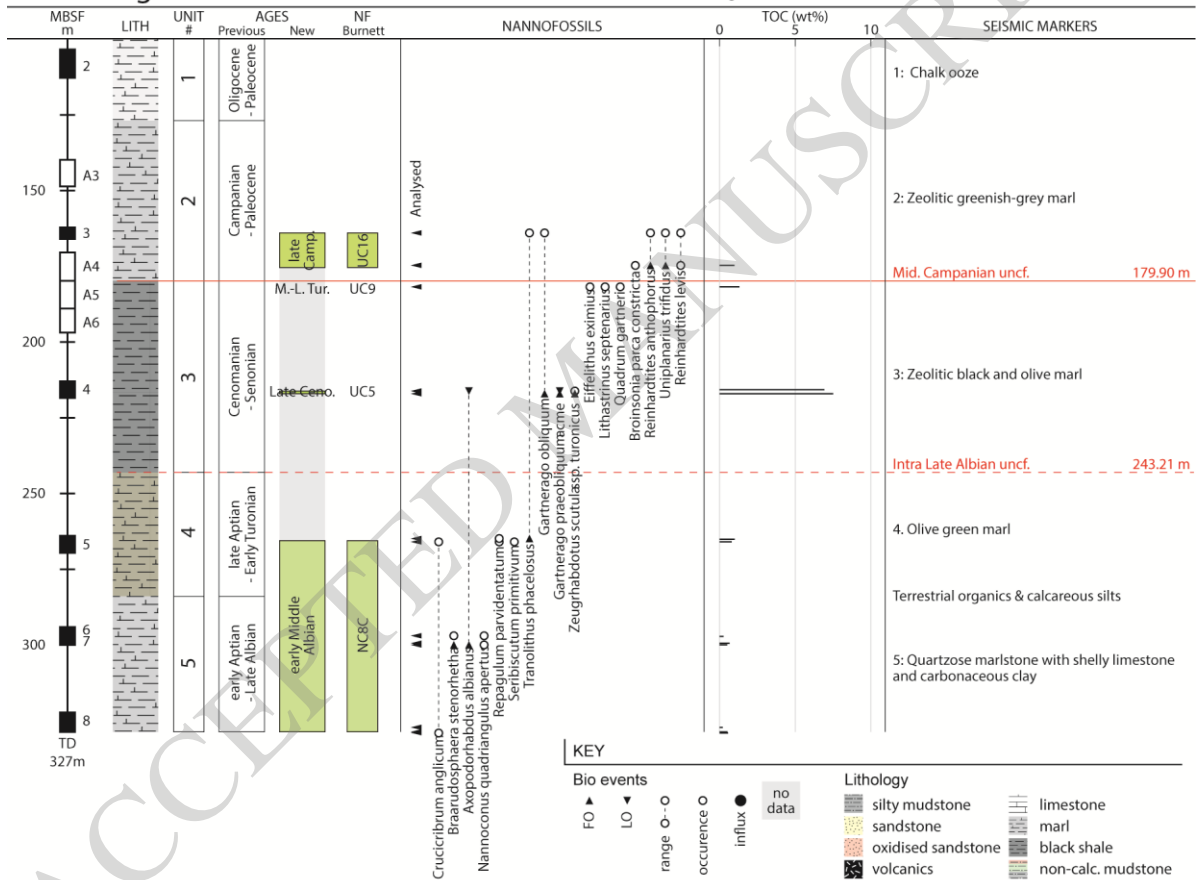 MBSF
m
LITH
UNIT
#
AGES
Previous
New
NF
Burnett
NANNOFOSSILS
TOC (wt%)
0
5
10
SEISMIC MARKERS
2
A3
3
A4
A5
A6
4
5
6
7
8
150
200
250
300
TD
327m
1
2
3
4
5
Oligocene
- Paleocene
Campanian
- Paleocene
Cenomanian
- Senonian
late Aptian
- Early Turonian
early Aptian
- Late Albian
late
Camp.
M.-L. Tur.
Late Ceno.
early Middle
Albian
UC16
UC9
UC5
NC8C
Analysed
Crucicribrum anglicum
Braarudosphaera stenorhetha
Axopodorhabdus albianus
Nannoconus quadriangulus apertus
Repagulum parvidentatum
Seribiscutum primitivum
Tranolithus phacelosus
Gartnerago obliquum
Gartnerago praeobliquum acme
Zeugrhabdotus scutula ssp. turonicus
Eiffelithus eximius
Lithastrinus septenarius
Quadrum gartneri
Broinsonia parca constricta
Reinhardtites anthophorus
Uniplanarius trifidus
Reinhardtites levis
1: Chalk ooze
2: Zeolitic greenish-grey marl
Mid. Campanian uncf. 179.90 m
3: Zeolitic black and olive marl
Intra Late Albian uncf. 243.21 m
4. Olive green marl
Terrestrial organics & calcareous silts
5: Quartzose marlstone with shelly limestone
and carbonaceous clay
KEY
Bio events
FO
LO
range
occurence
influx
no
data
Lithology
silty mudstone
sandstone
oxidised sandstone
volcanics
limestone
marl
black shale
non-calc. mudstone
ACCEPTED MANUSCRIPT